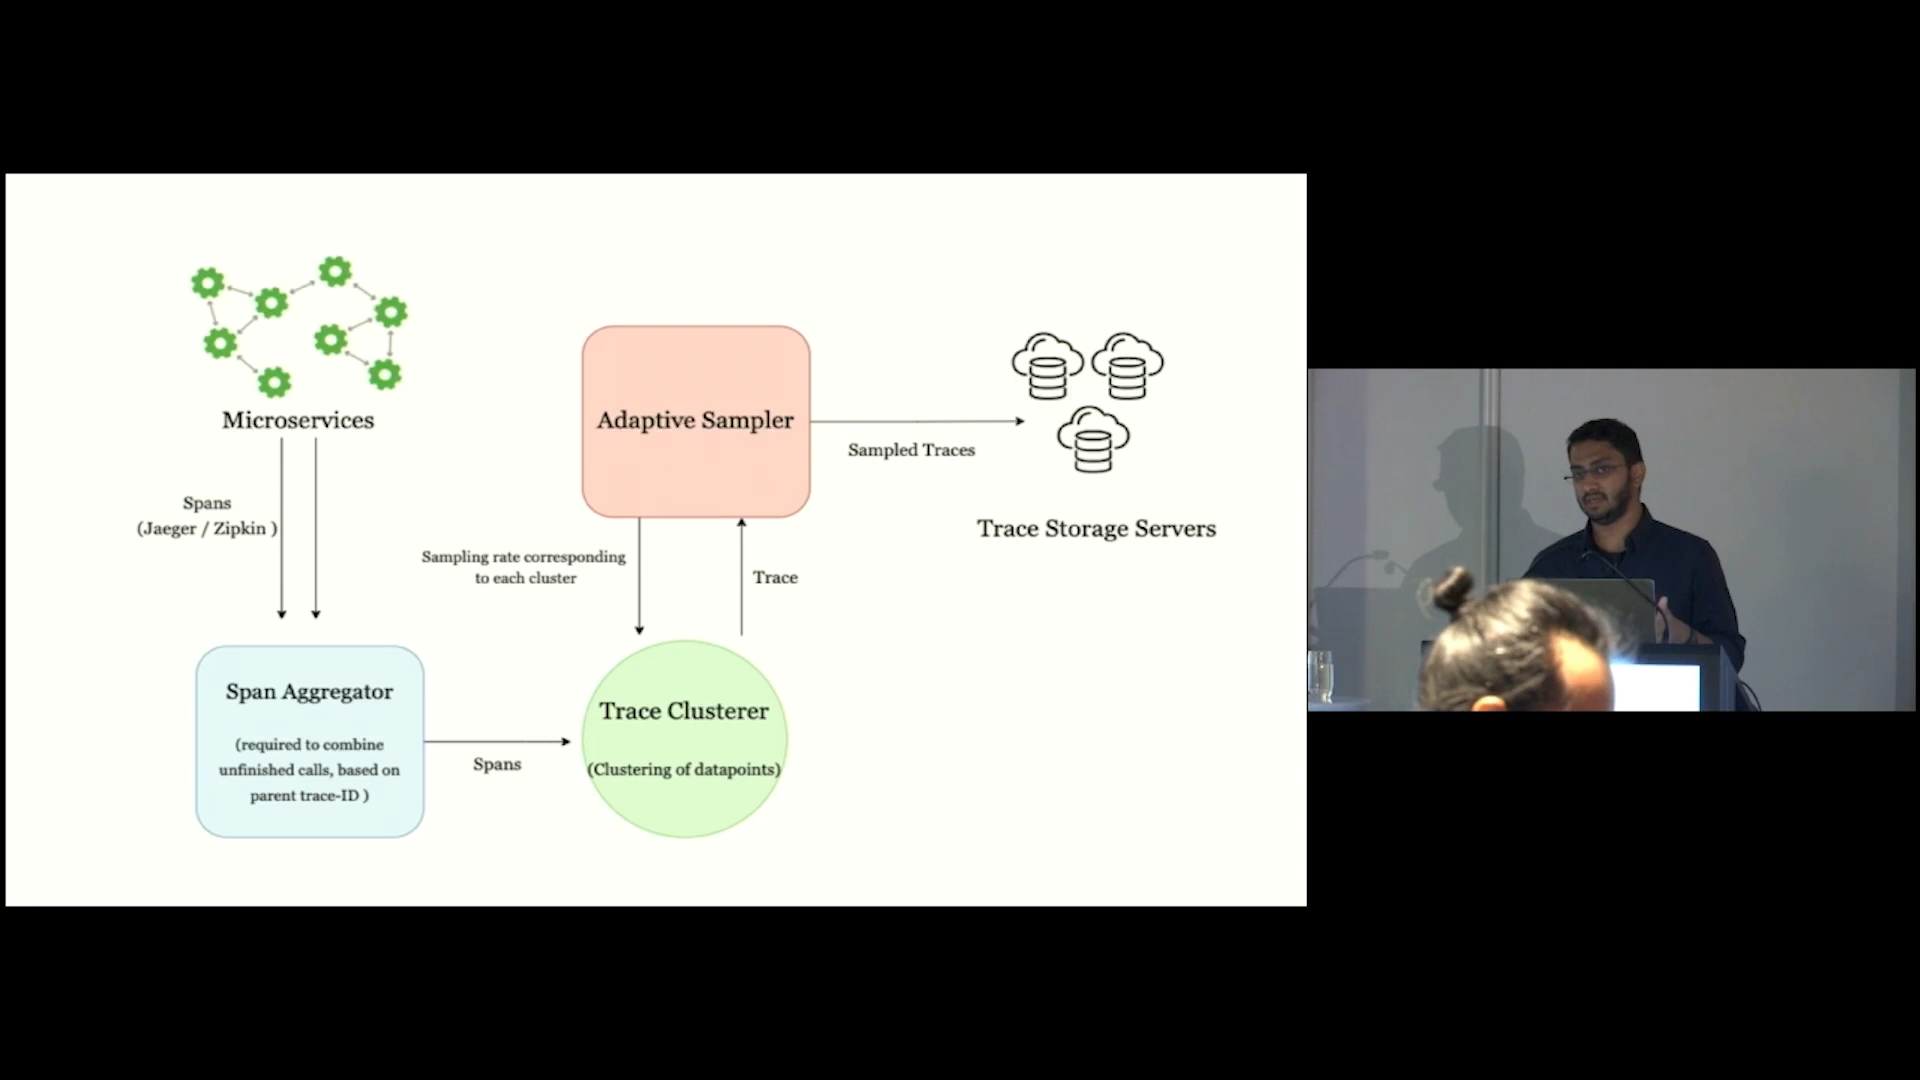 Microservices
Spans
(Jaeger / Zipkin )
Adaptive Sampler
Sampled Traces
Trace Storage Servers
Sampling rate corresponding
to each cluster
Trace
Span Aggregator
(required to combine
unfinished calls, based on
parent trace-ID )
Spans
Trace Clusterer
(Clustering of datapoints)